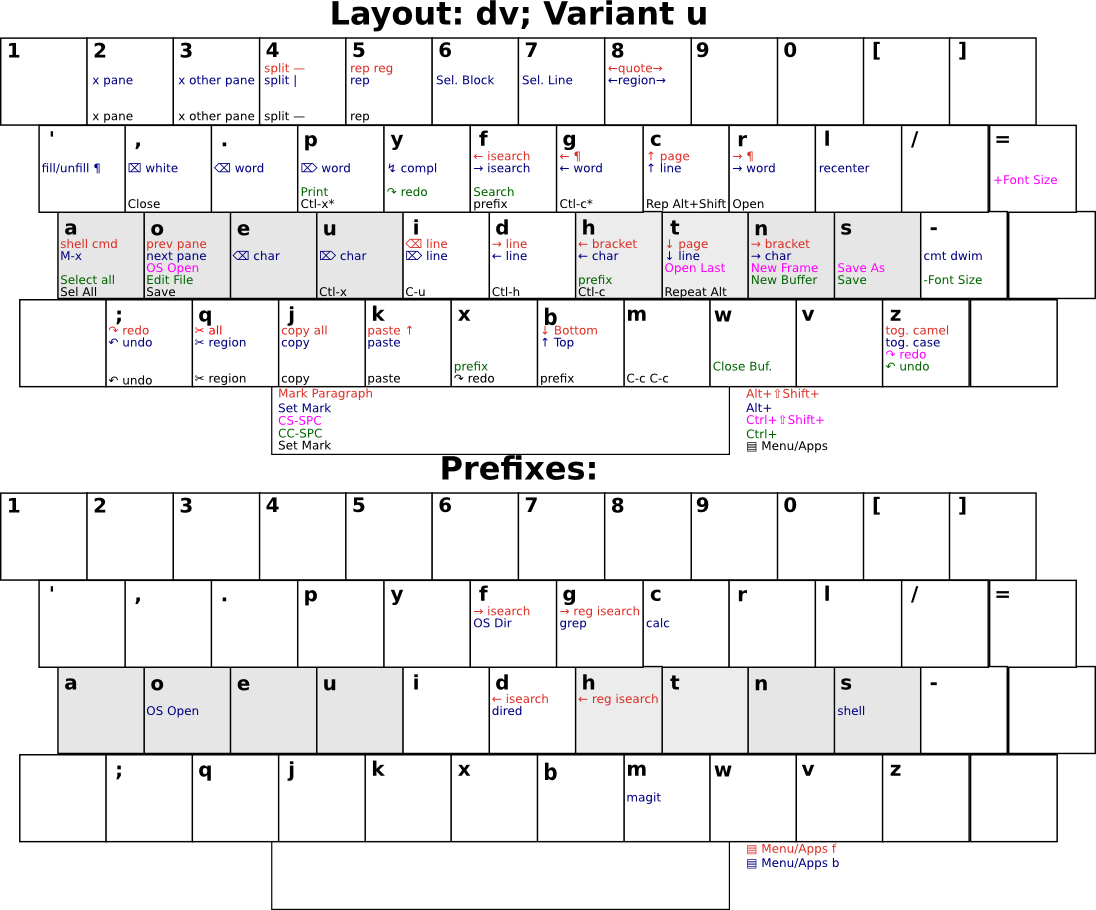 Layout: dv; Variant u
1 2 3 4 5 6 7 8 9 0 [ ]
split — rep reg ←quote→
x pane x other pane split | rep Sel. Block Sel. Line ←region→
x pane x other pane split — rep
' , . p y f g c r l / =
← isearch ← ¶ ↑ page → ¶
fill/unfill ¶ ⌧ white ⌫ word ⌦ word ↯ compl → isearch ← word ↑ line → word recenter
+Font Size
Print ↷ redo Search
Close Ctl-x* prefix Ctl-c* Rep Alt+Shift Open
a o e u i d h t n s -
shell cmd prev pane ⌫ line → line ← bracket ↓ page → bracket
M-x next pane ⌫ char ⌦ char ⌦ line ← line ← char ↓ line → char cmt dwim
OS Open Open Last New Frame Save As
Select all Edit File prefix New Buffer Save -Font Size
Sel All Save Ctl-x C-u Ctl-h Ctl-c Repeat Alt
; q j k x b m w v z
↷ redo ✂ all copy all paste ↑ ↓ Bottom tog. camel
↶ undo ✂ region copy paste ↑ Top tog. case
↷ redo
prefix Close Buf. ↶ undo
↶ undo ✂ region copy paste ↷ redo prefix C-c C-c
Mark Paragraph Alt+⇧Shift+
Set Mark Alt+
CS-SPC Ctrl+⇧Shift+
CC-SPC Ctrl+
Set Mark ▤ Menu/Apps
Prefixes:
1 2 3 4 5 6 7 8 9 0 [ ]
' , . p y f g c r l / =
→ isearch → reg isearch
OS Dir grep calc
a o e u i d h t n s -
← isearch ← reg isearch
OS Open dired shell
; q j k x b m w v z
magit
▤ Menu/Apps f
▤ Menu/Apps b